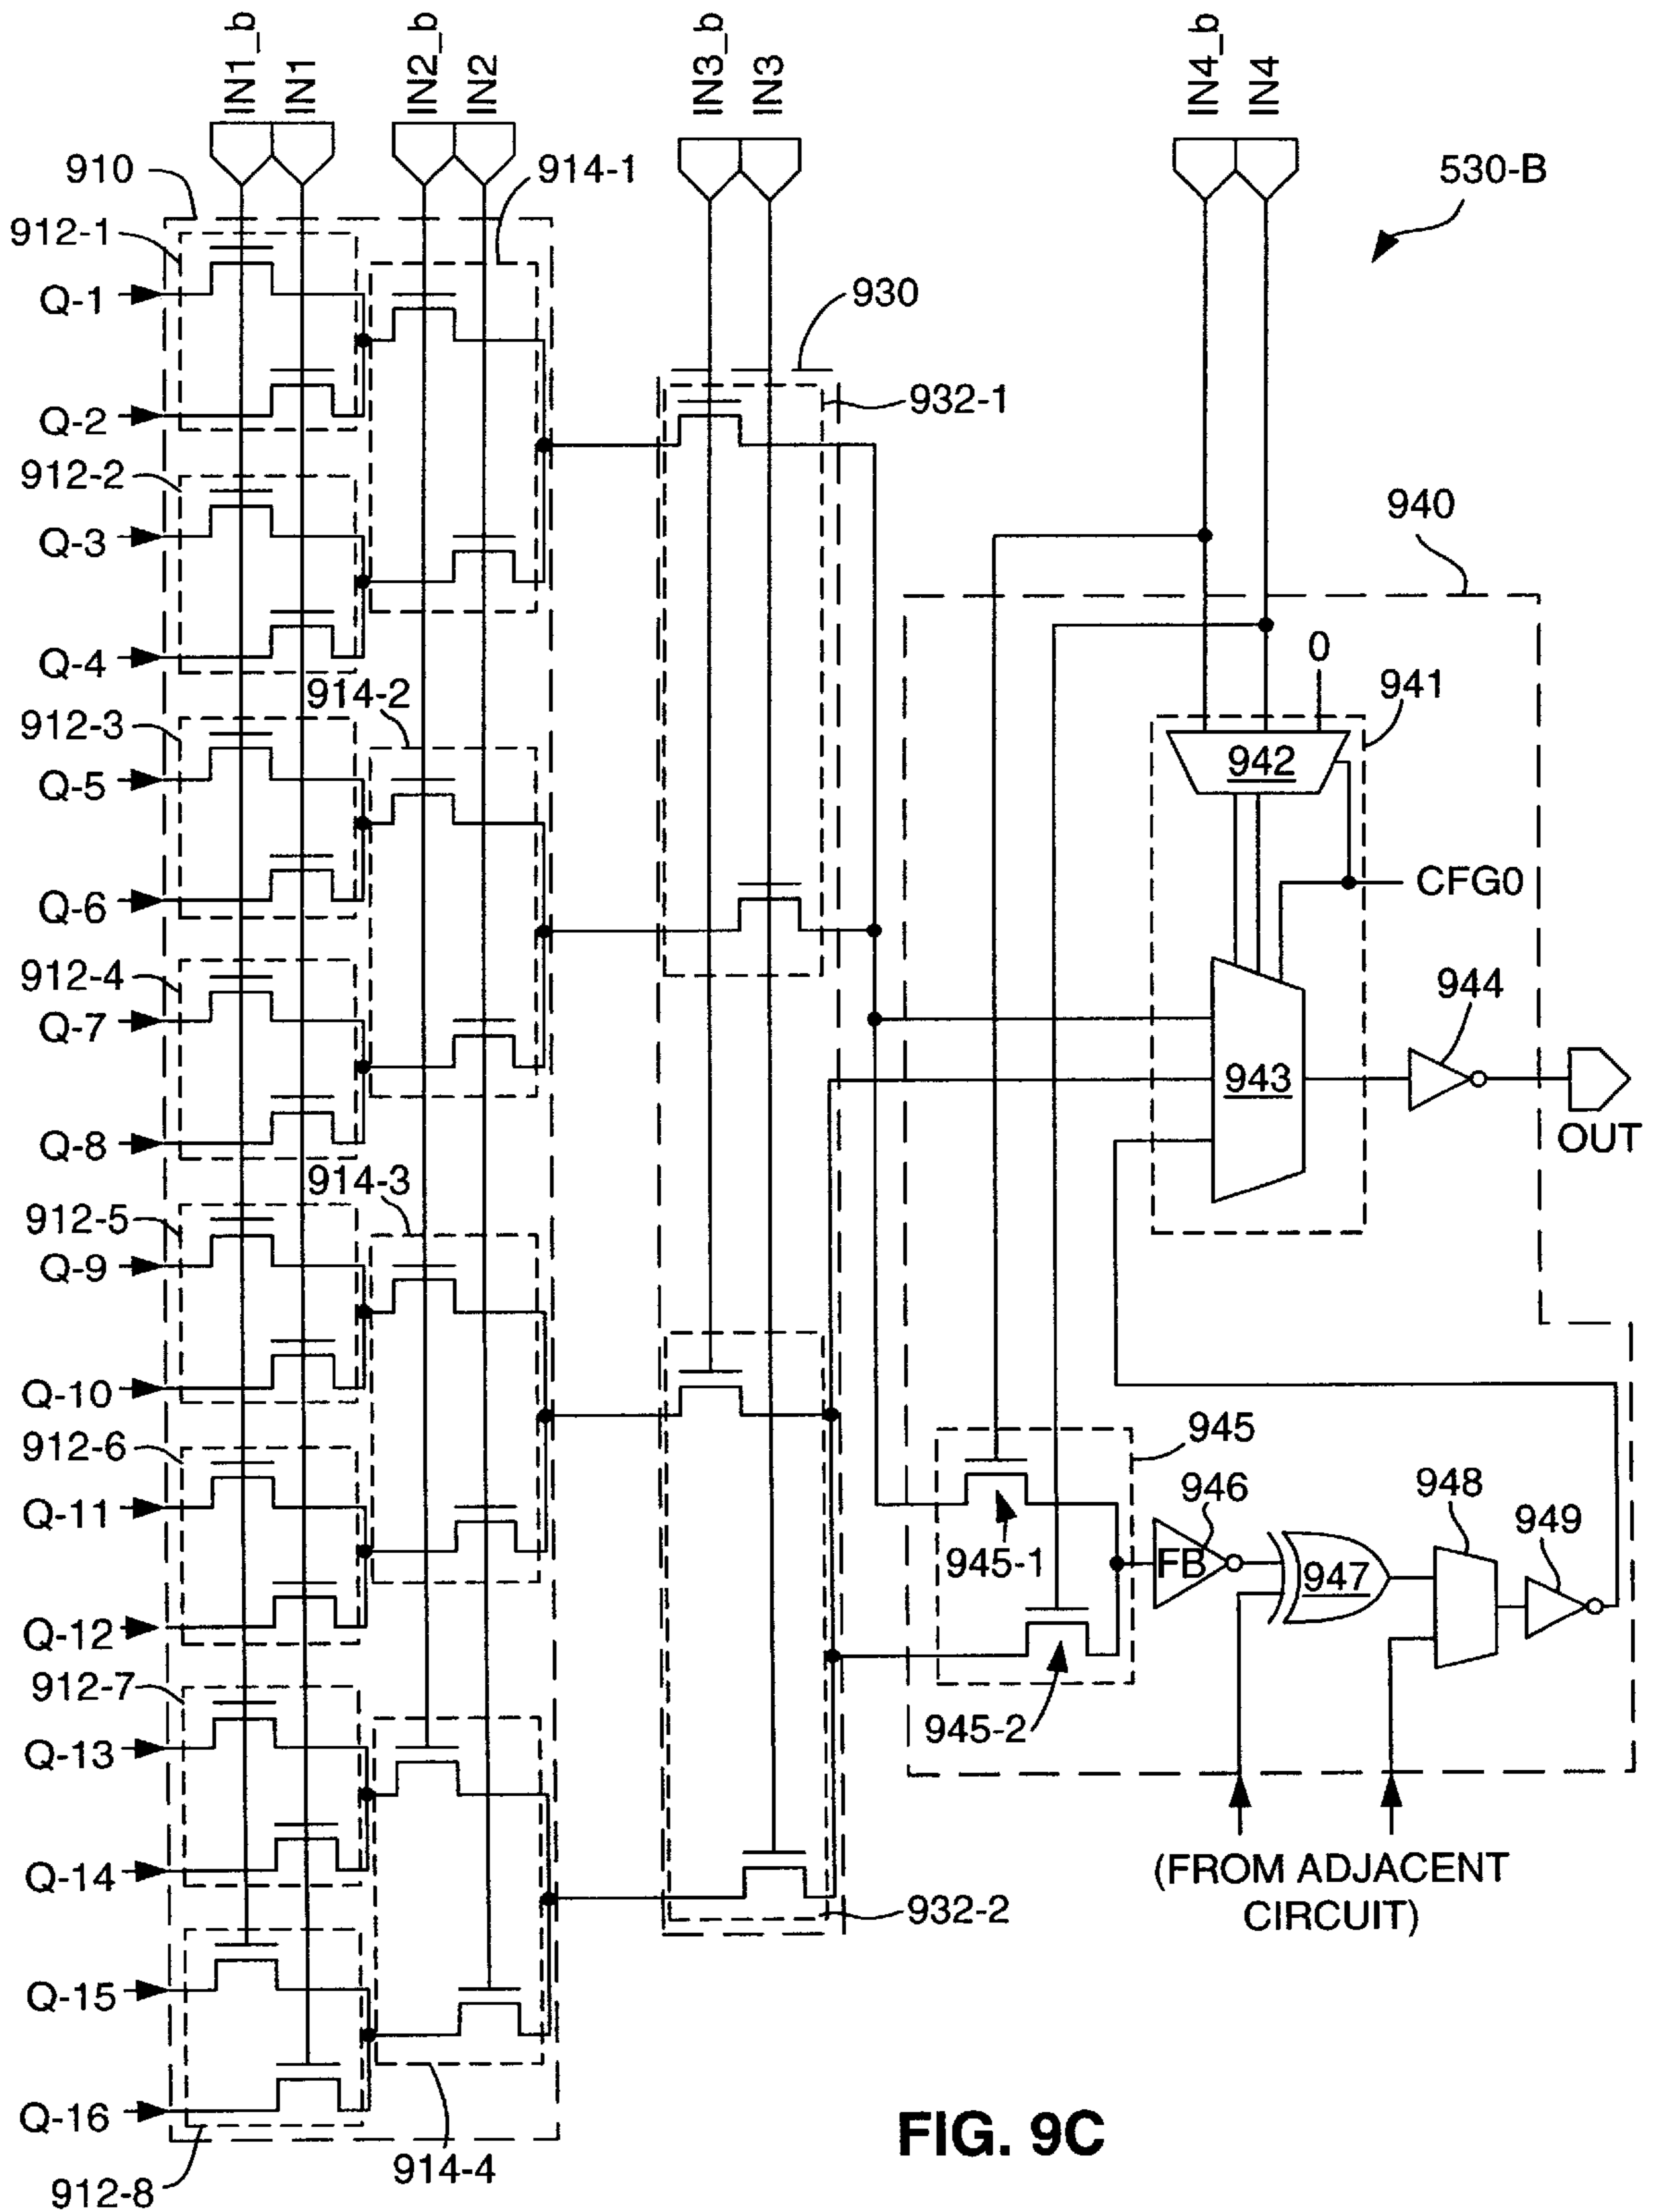 IN1_b
IN1
IN2_b
IN2
IN3_b
IN3
IN4_b
IN4
910
914-1
530-B
912-1
Q-1
930
932-1
Q-2
912-2
Q-3
940
Q-4
0
914-2
941
912-3
942
Q-5
CFG0
Q-6
912-4
944
Q-7
943
OUT
Q-8
914-3
912-5
Q-9
Q-10
912-6
945
946
948
Q-11
945-1
FB
947
949
Q-12
912-7
945-2
Q-13
Q-14
(FROM ADJACENT
CIRCUIT)
932-2
Q-15
Q-16
914-4
912-8
FIG. 9C